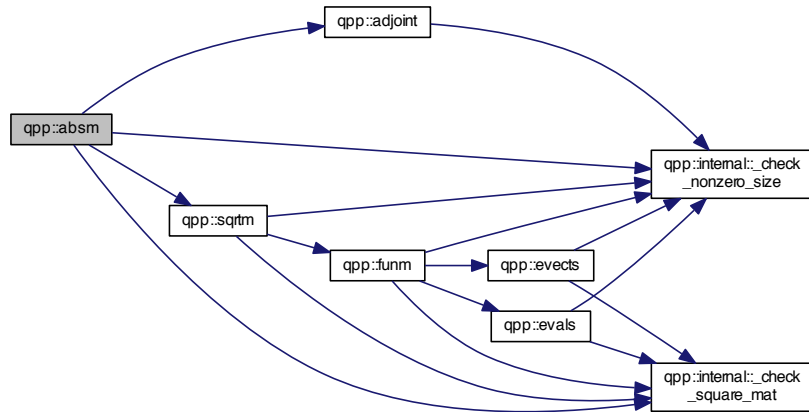 qpp::adjoint
qpp::absm
qpp::internal::_check
_nonzero_size
qpp::sqrtm
qpp::funm
qpp::evects
qpp::evals
qpp::internal::_check
_square_mat